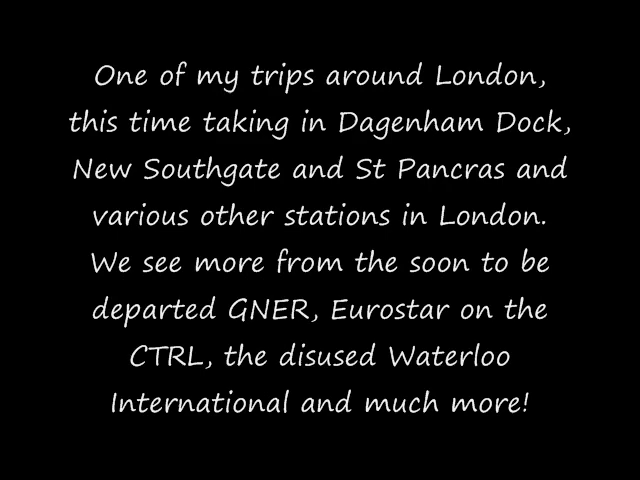 One of my trips around London,
this time taking in Dagenham Dock,
New Southgate and St Pancras and
various other stations in London.
We see more from the soon to be
departed GNER, Eurostar on the
CTRL, the disused Waterloo
International and much more!